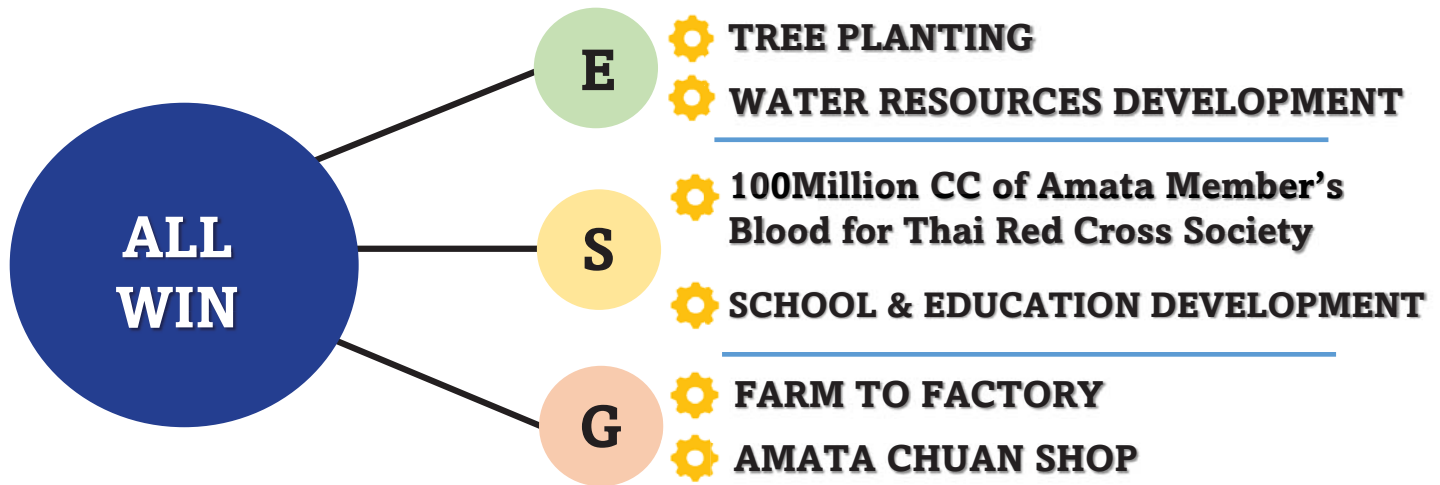 ALL
WIN
E
TREE PLANTING
WATER RESOURCES DEVELOPMENT
S
100Million CC of Amata Member’s
Blood for Thai Red Cross Society
SCHOOL & EDUCATION DEVELOPMENT
G
FARM TO FACTORY
AMATA CHUAN SHOP